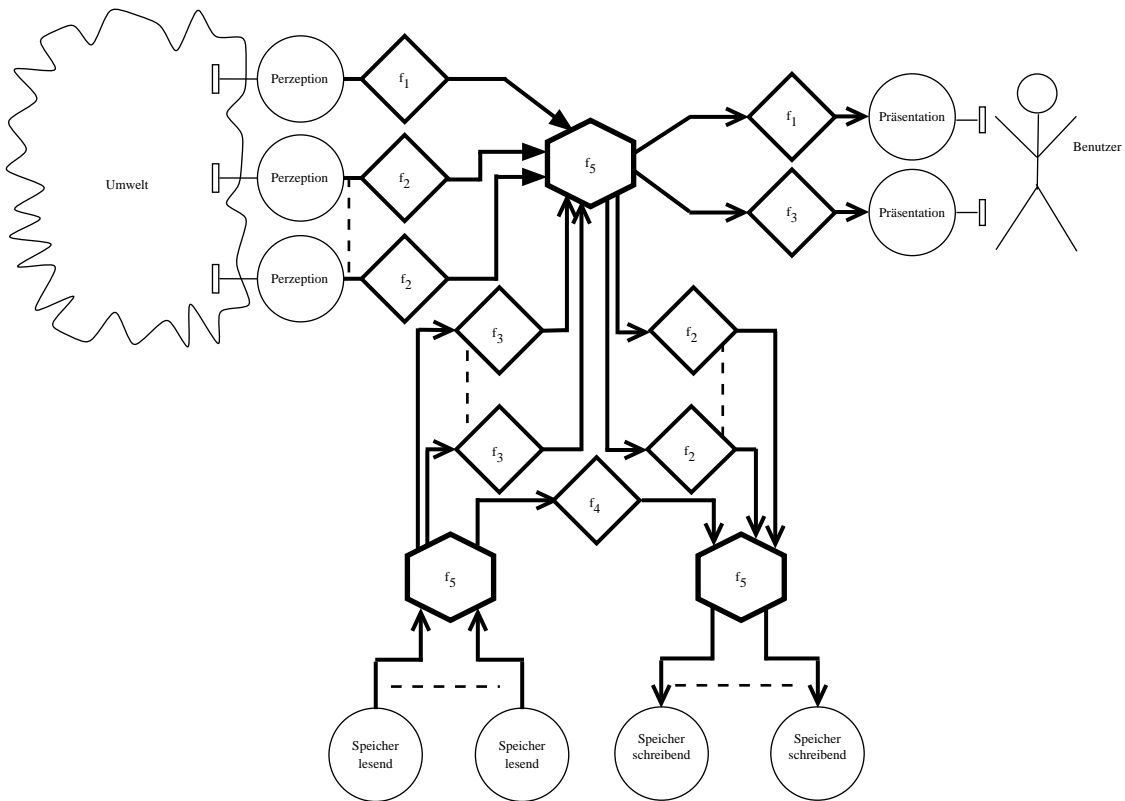 Perzeption
f1
f1
Präsentation
Benutzer
f5
Umwelt
Perzeption
f2
f3
Präsentation
Perzeption
f2
f3
f2
f3
f2
f4
f5
f5
Speicher
lesend
Speicher
lesend
Speicher
schreibend
Speicher
schreibend